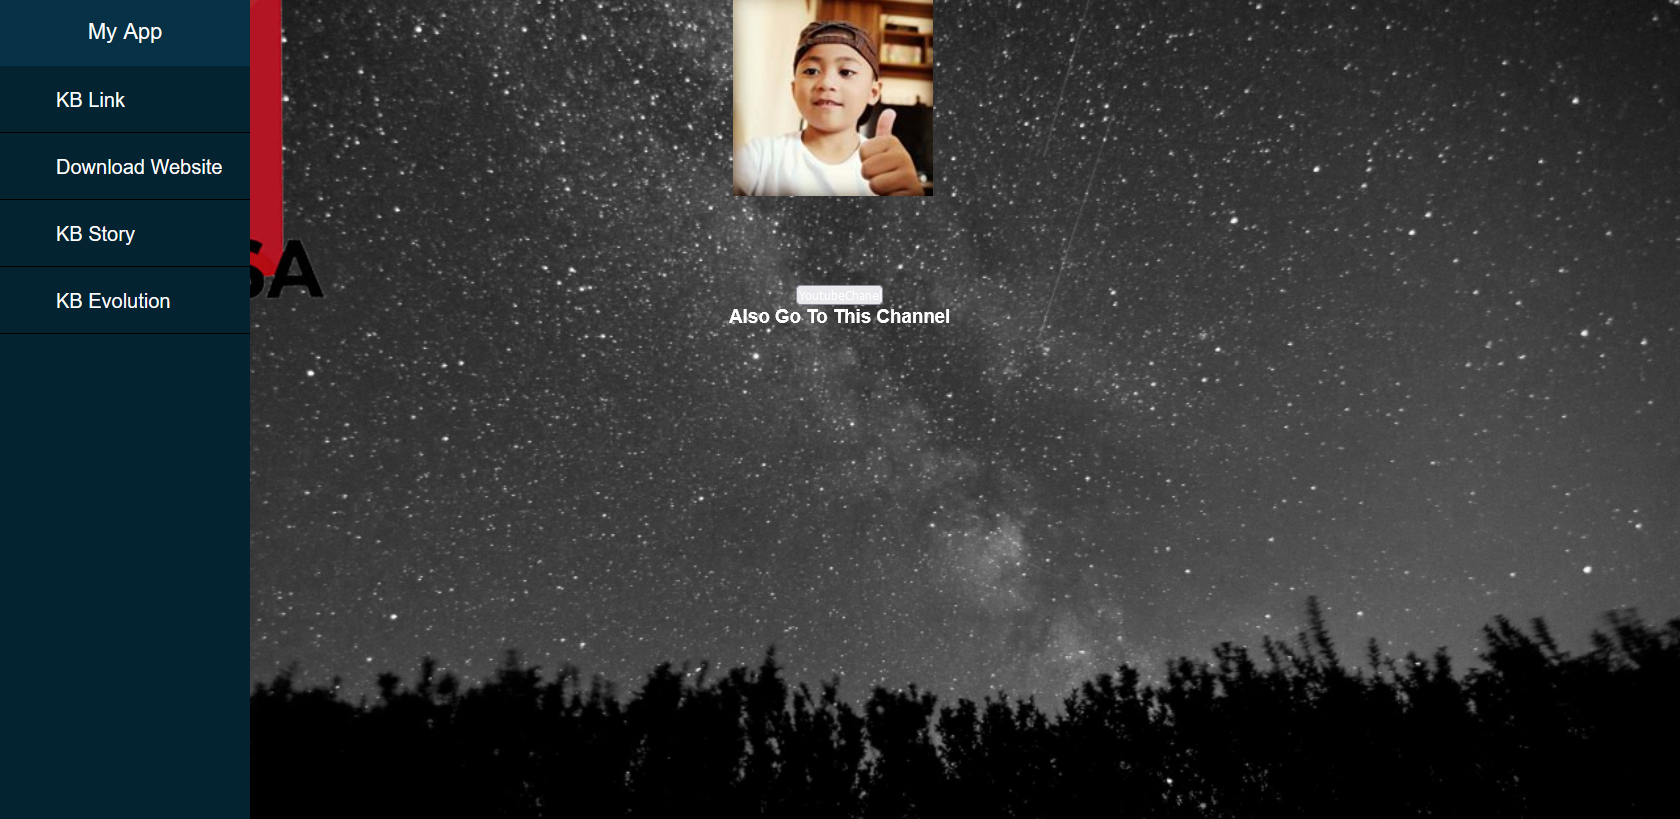 My App
KB Link
Download Website
KB Story
KB Evolution
SA
YoutubeChanel
Also Go To This Channel